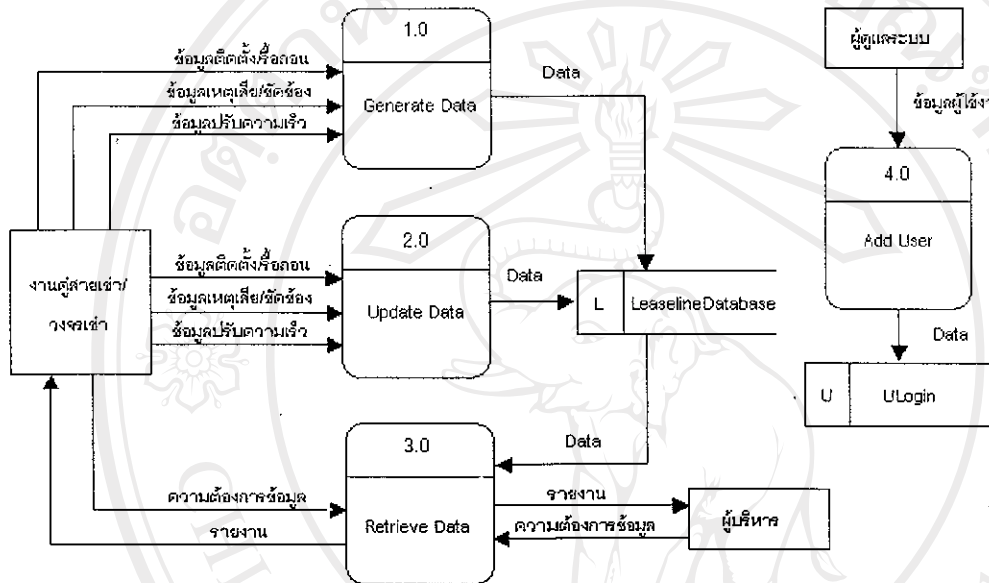 1.0
Generate Data
ข้อมูลติดตั้ง/รื้อถอน
ข้อมูลเหตุเสีย/ขัดข้อง
ข้อมูลปรับความเร็ว
Data
ผู้ดูแลระบบ
ข้อมูลผู้ใช้งา
4.0
Add User
Data
U
ULogin
งานคู่สายเช่า/
วงจรเช่า
ข้อมูลติดตั้ง/รื้อถอน
ข้อมูลเหตุเสีย/ขัดข้อง
ข้อมูลปรับความเร็ว
2.0
Update Data
Data
L
LeaselineDatabase
Data
3.0
Retrieve Data
ความต้องการข้อมูล
รายงาน
รายงาน
ความต้องการข้อมูล
ผู้บริหาร